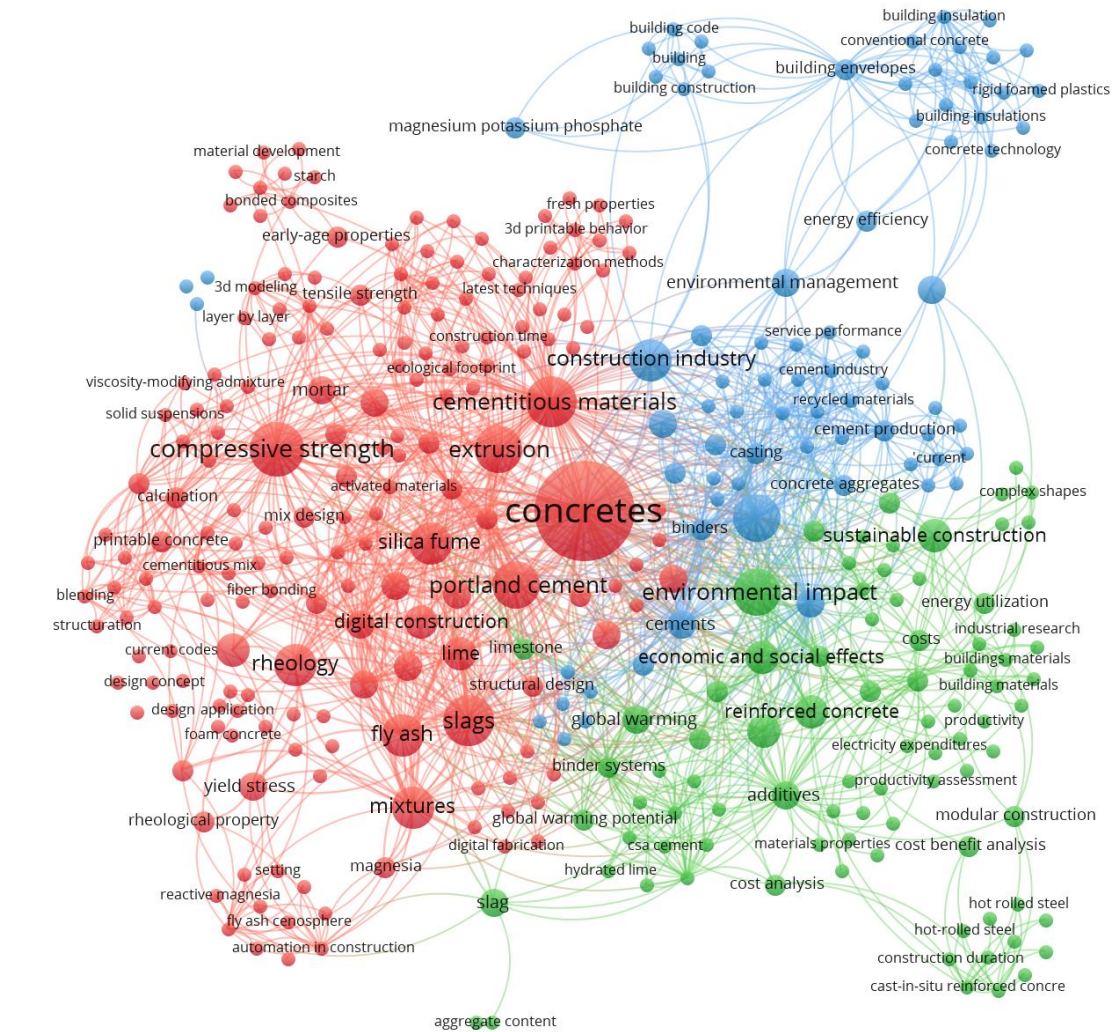 building insulation
building code
conventional concrete
building
building envelopes
building construction
rigid foamed plastics
building insulations
magnesium potassium phosphate
concrete technology
material development
starch
bonded composites
fresh properties
energy efficiency
3d printable behavior
early-age properties
characterization methods
environmental management
3d modeling
tensile strength
latest techniques
layer by layer
service performance
construction time
construction industry
ecological footprint
cement industry
viscosity-modifying admixture
mortar
recycled materials
cementitious materials
solid suspensions
cement production
compressive strength
extrusion
casting
'current
activated materials
concrete aggregates
complex shapes
calcination
concretes
mix design
binders
sustainable construction
printable concrete
silica fume
cementitious mix
portland cement
environmental impact
fiber bonding
blending
energy utilization
structuration
digital construction
cements
industrial research
costs
current codes
lime
limestone
economic and social effects
buildings materials
rheology
design concept
structural design
building materials
design application
reinforced concrete
slags
global warming
productivity
foam concrete
fly ash
electricity expenditures
binder systems
yield stress
productivity assessment
additives
mixtures
rheological property
global warming potential
modular construction
digital fabrication
csa cement
materials properties
cost benefit analysis
magnesia
setting
hydrated lime
cost analysis
reactive magnesia
slag
hot rolled steel
fly ash cenosphere
hot-rolled steel
automation in construction
construction duration
cast-in-situ reinforced concre
aggregate content